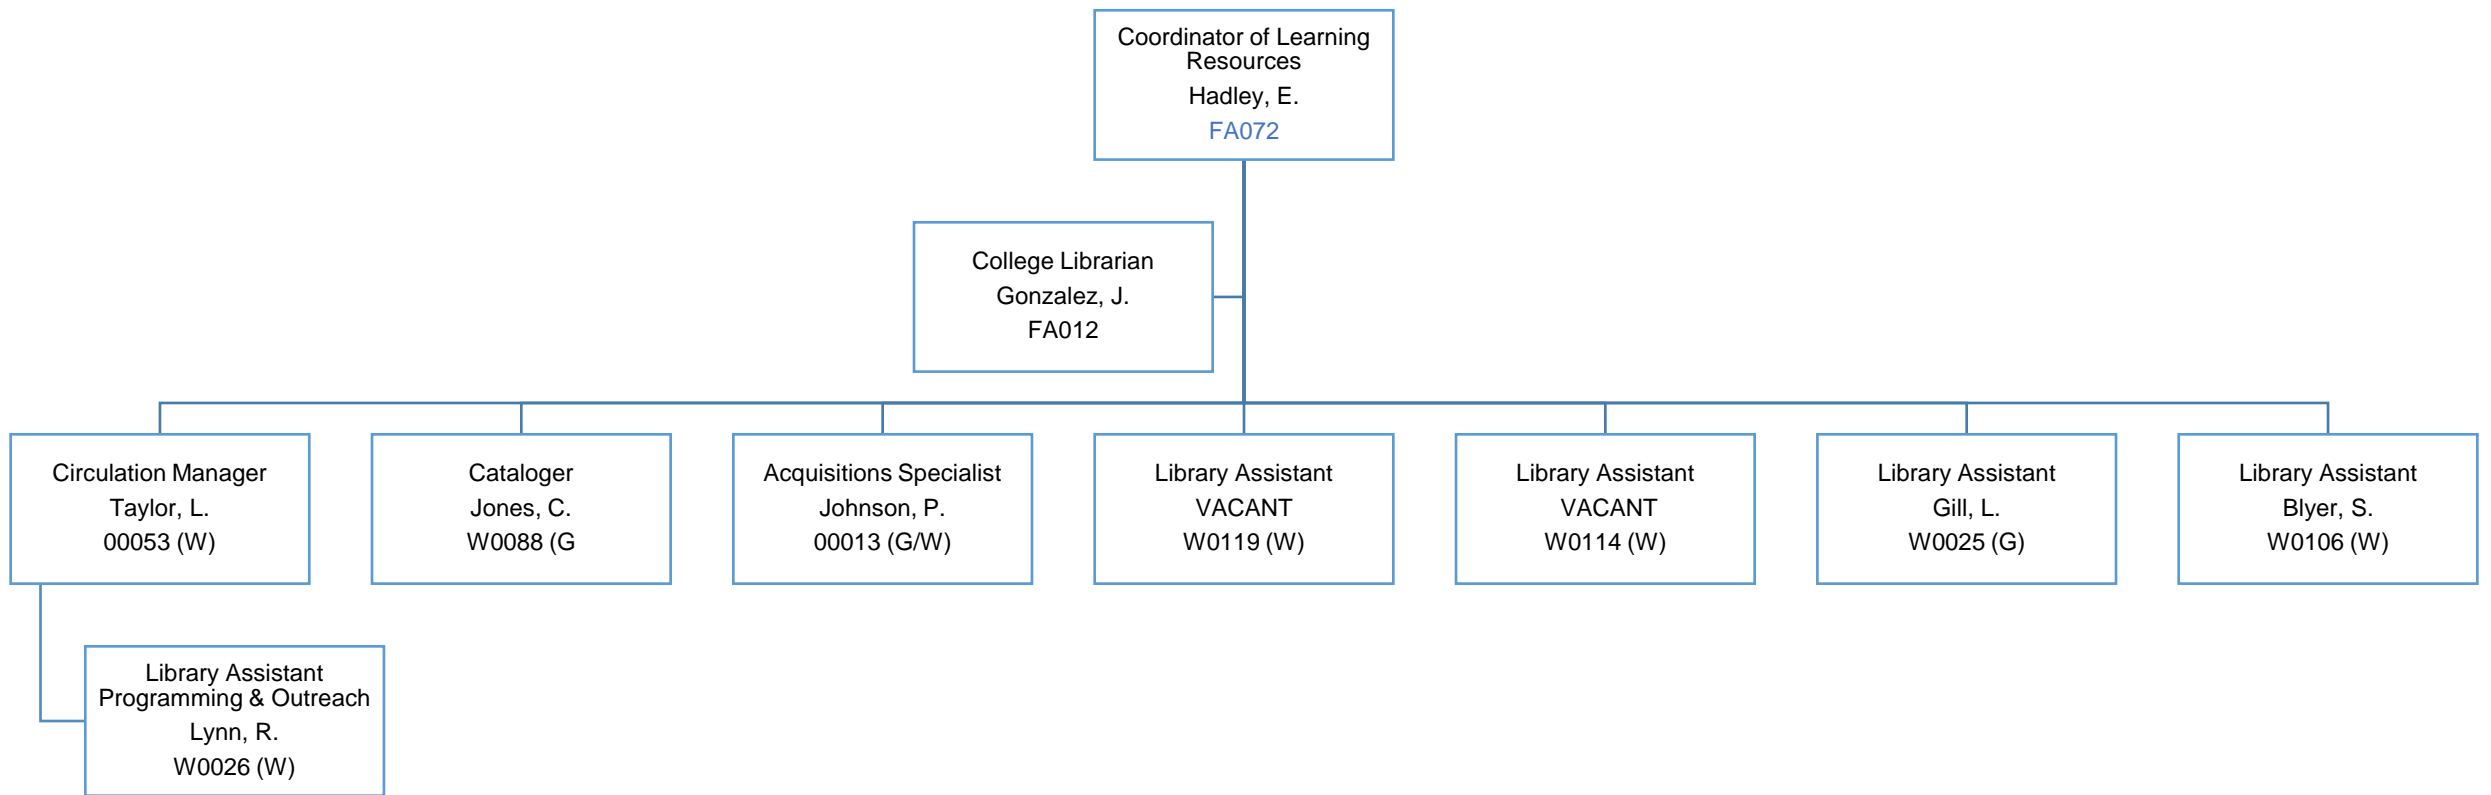 Coordinator of Learning
Resources
Hadley, E.
FA072
College Librarian
Gonzalez, J.
FA012
Circulation Manager
Taylor, L.
00053 (W)
Cataloger
Jones, C.
W0088 (G
Acquisitions Specialist
Johnson, P.
00013 (G/W)
Library Assistant
VACANT
W0119 (W)
Library Assistant
VACANT
W0114 (W)
Library Assistant
Gill, L.
W0025 (G)
Library Assistant
Blyer, S.
W0106 (W)
Library Assistant
Programming & Outreach
Lynn, R.
W0026 (W)